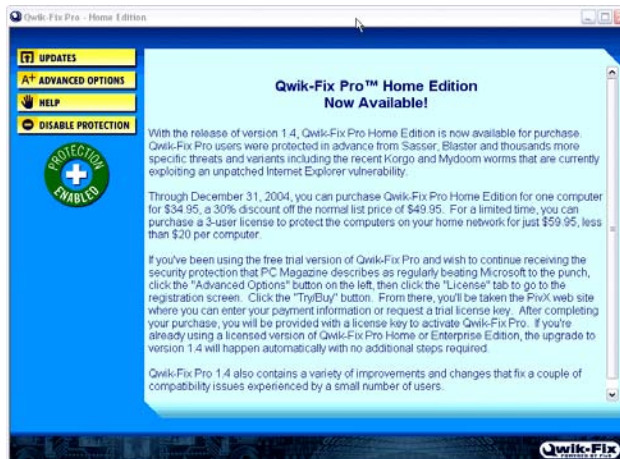 Qwik-Fix Pro - Home Edition
UPDATES
A+ ADVANCED OPTIONS
HELP
DISABLE PROTECTION
PROTECTION
ENABLED
Qwik-Fix Pro™ Home Edition
Now Available!
With the release of version 1.4, Qwik-Fix Pro Home Edition is now available for purchase.
Qwik-Fix Pro users were protected in advance from Sasser, Blaster and thousands more
specific threats and variants including the recent Korgo and Mydoom worms that are currently
exploiting an unpatched Internet Explorer vulnerability.
Through December 31, 2004, you can purchase Qwik-Fix Pro Home Edition for one computer
for $34.95, a 30% discount off the normal list price of $49.95. For a limited time, you can
purchase a 3-user license to protect the computers on your home network for just $59.95, less
than $20 per computer.
If you've been using the free trial version of Qwik-Fix Pro and wish to continue receiving the
security protection that PC Magazine describes as regularly beating Microsoft to the punch,
click the "Advanced Options" button on the left, then click the "License" tab to go to the
registration screen. Click the "Try/Buy" button. From there, you'll be taken the PivX web site
where you can enter your payment information or request a trial license key. After completing
your purchase, you will be provided with a license key to activate Qwik-Fix Pro. If you're
already using a licensed version of Qwik-Fix Pro Home or Enterprise Edition, the upgrade to
version 1.4 will happen automatically with no additional steps required.
Qwik-Fix Pro 1.4 also contains a variety of improvements and changes that fix a couple of
compatibility issues experienced by a small number of users.
Qwik-Fix
POWERED BY PivX